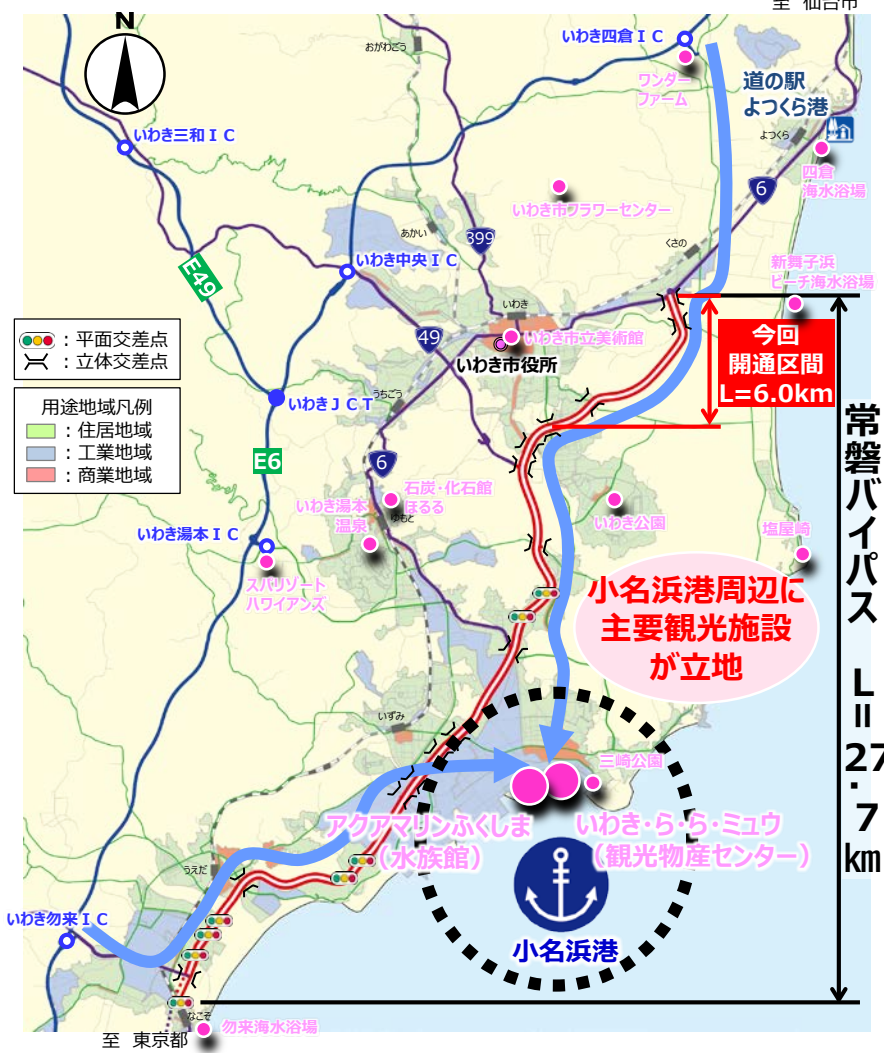 至 仙台市
N
いわき四倉IC
おがわごう
ワンダー
ファーム
道の駅
よつくら港
よつくら
いわき三和IC
四倉
海水浴場
6
いわき市フラワーセンター
あかい
399
くさの
いわき中央IC
新舞子浜
ビーチ海水浴場
E49
いわき
49
いわき市立美術館
いわき市役所
今回
開通区間
L=6.0km
：平面交差点
：立体交差点
うちごう
いわきJCT
用途地域凡例
：住居地域
：工業地域
：商業地域
常磐バイパス L=27.7km
E6
6
石炭・化石館
ほるる
いわき湯本
温泉
ゆもと
いわき公園
いわき湯本IC
塩屋崎
スパリゾート
ハワイアンズ
小名浜港周辺に
主要観光施設
が立地
いずみ
三崎公園
アクアマリンふくしま
（水族館）
いわき・ら・ら・ミュウ
（観光物産センター）
うえだ
いわき勿来IC
小名浜港
なこそ
勿来海水浴場
至 東京都